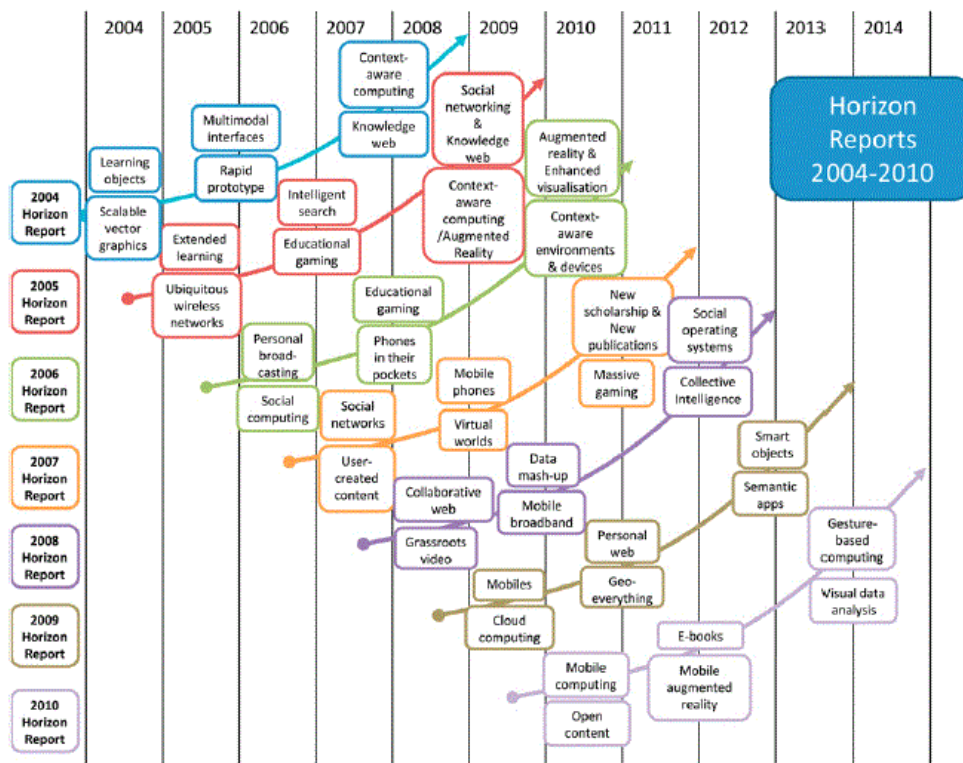 2004 2005 2006 2007 2008 2009 2010 2011 2012 2013 2014
Horizon
Reports
2004-2010
2004
Horizon
Report
Learning
objects
Scalable
vector
graphics
Multimodal
interfaces
Rapid
prototype
Context-
aware
computing
Knowledge
web
2005
Horizon
Report
Extended
learning
Ubiquitous
wireless
networks
Intelligent
search
Educational
gaming
Social
networking
&
Knowledge
web
Context-
aware
computing
/Augmented
Reality
2006
Horizon
Report
Personal
broad-
casting
Social
computing
Educational
gaming
Phones
in their
pockets
Augmented
reality &
Enhanced
visualisation
Context-
aware
environments
& devices
2007
Horizon
Report
Social
networks
User-
created
content
Mobile
phones
Virtual
worlds
New
scholarship &
New
publications
Massive
gaming
2008
Horizon
Report
Collaborative
web
Grassroots
video
Data
mash-up
Mobile
broadband
Social
operating
systems
Collective
Intelligence
2009
Horizon
Report
Mobiles
Cloud
computing
Personal
web
Geo-
everything
Smart
objects
Semantic
apps
2010
Horizon
Report
Mobile
computing
Open
content
E-books
Mobile
augmented
reality
Gesture-
based
computing
Visual data
analysis